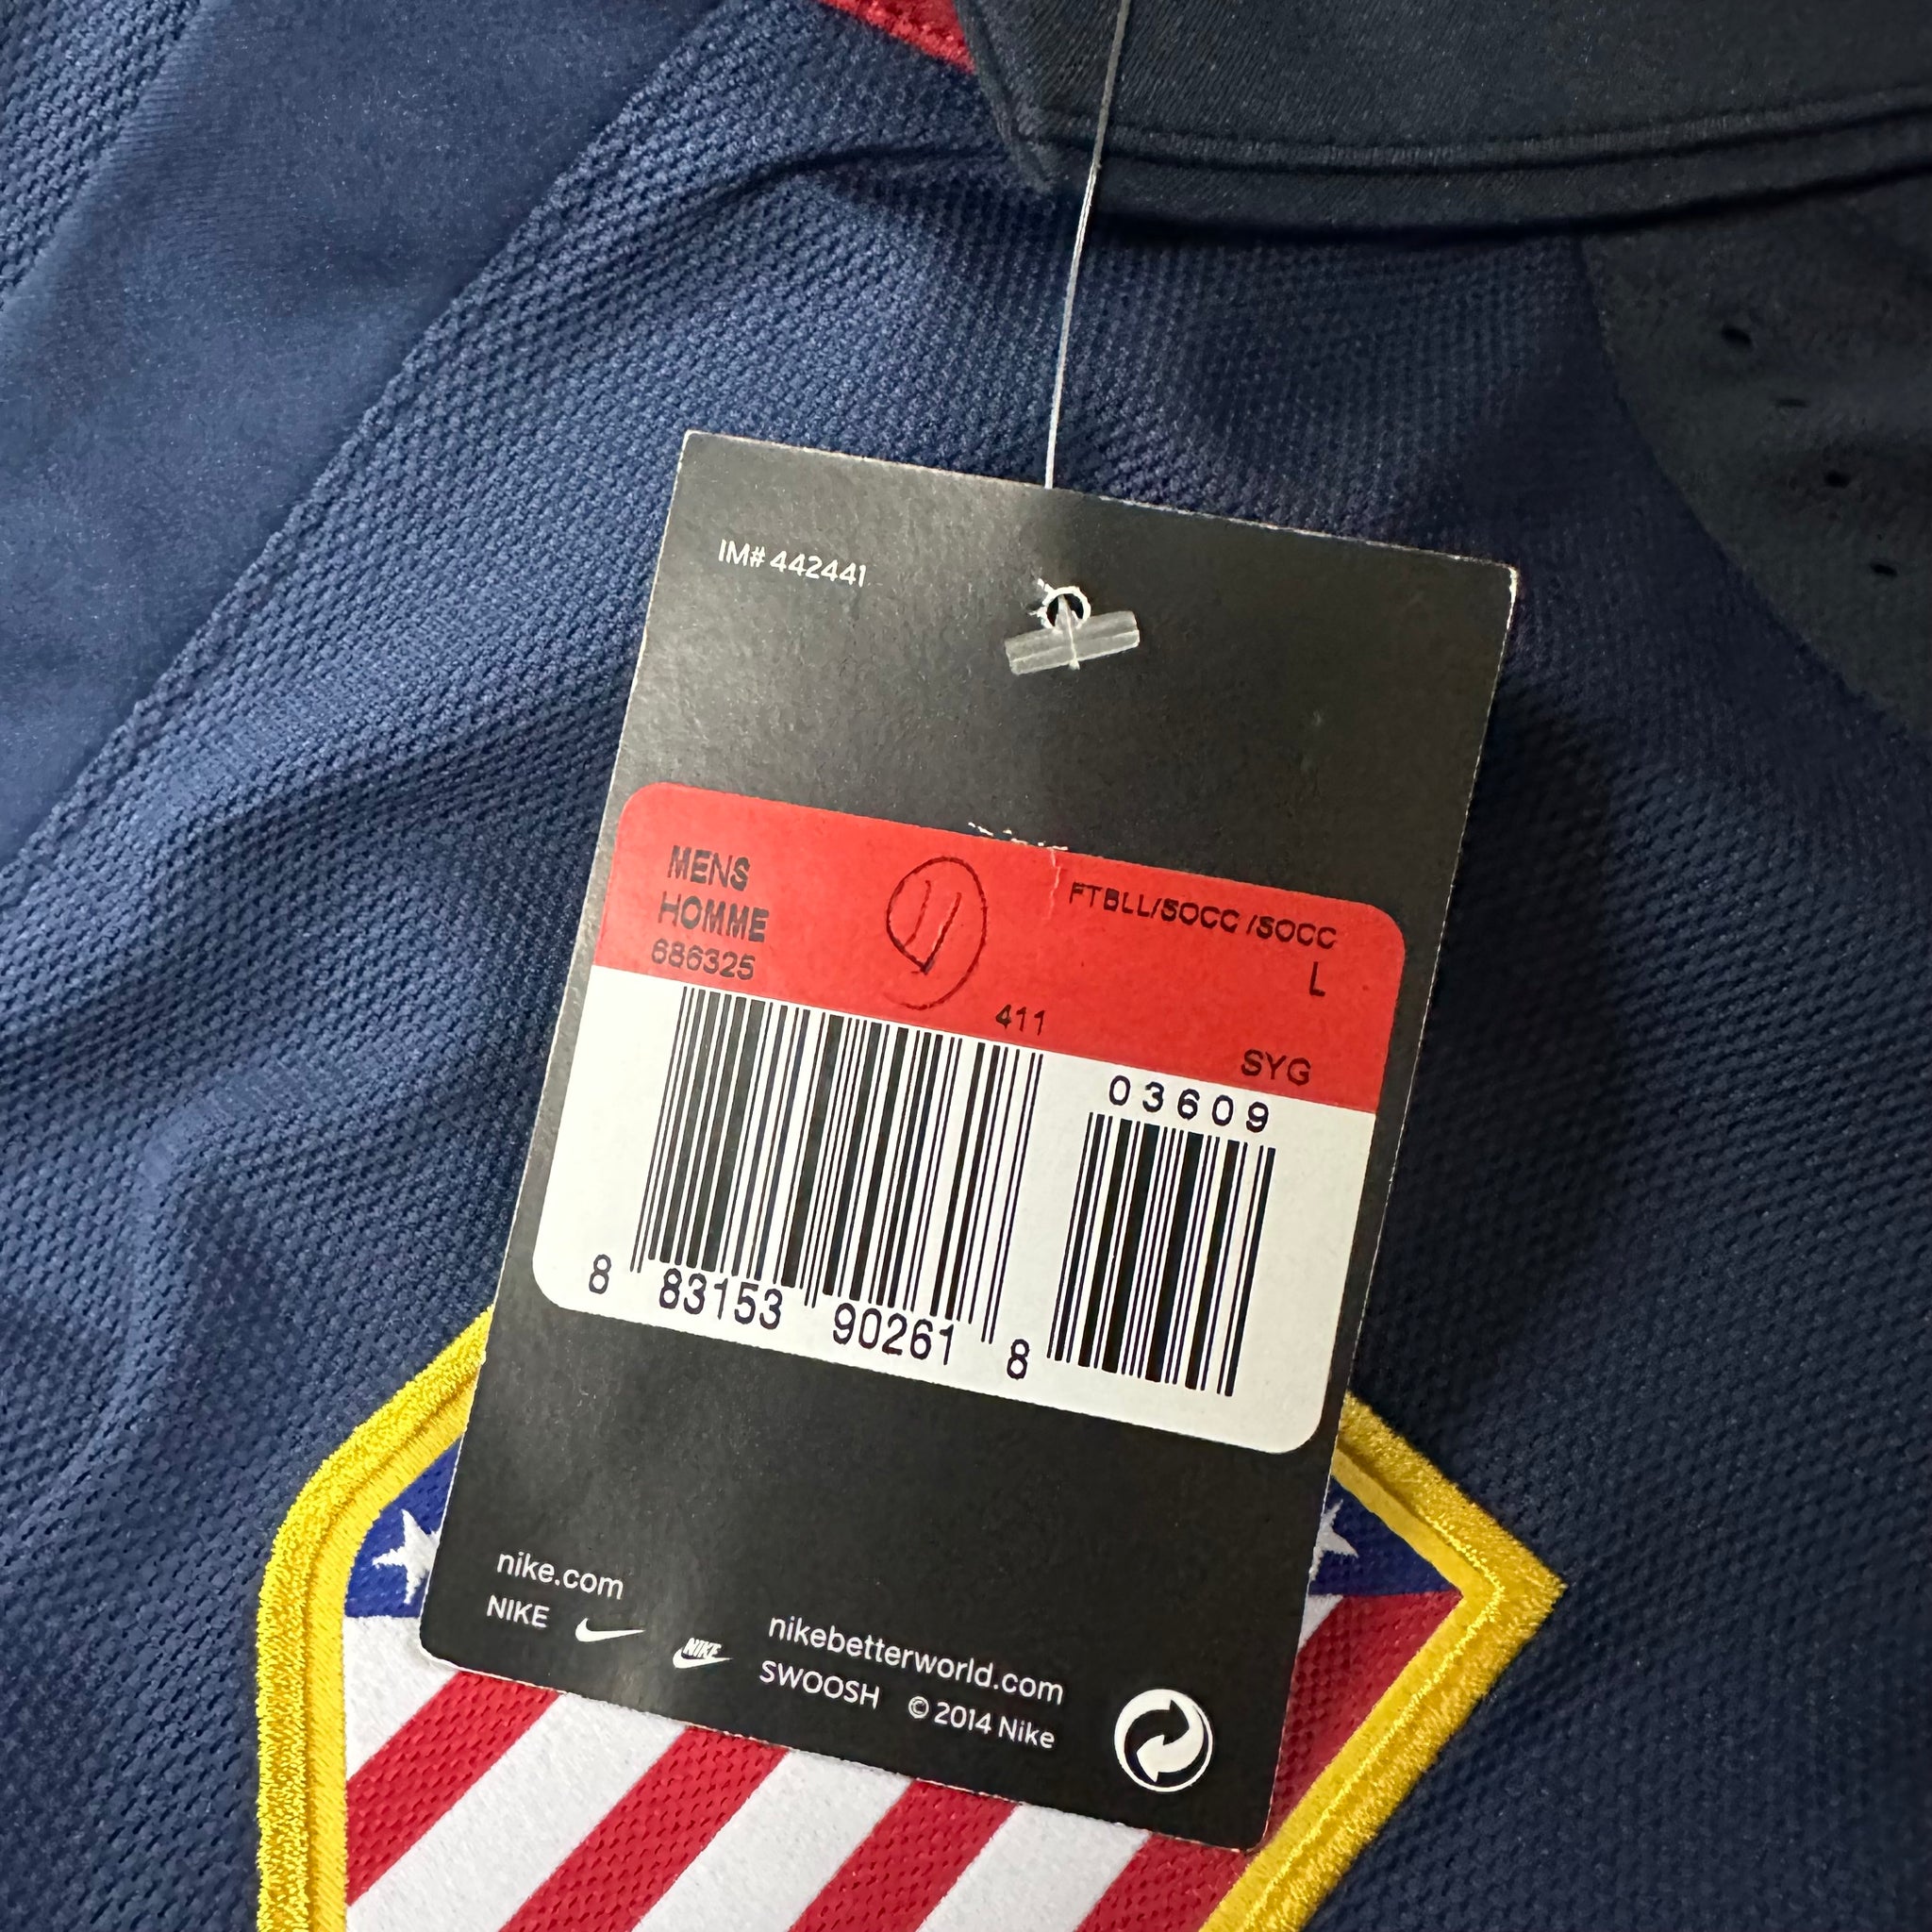 IM# 442441
MENS
HOMME
686325
FTBLL/SOCC /SOCC
L
411
SYG
03609
8 83153 90261 8
nike.com
NIKE
NIKE
nikebetterworld.com
SWOOSH © 2014 Nike